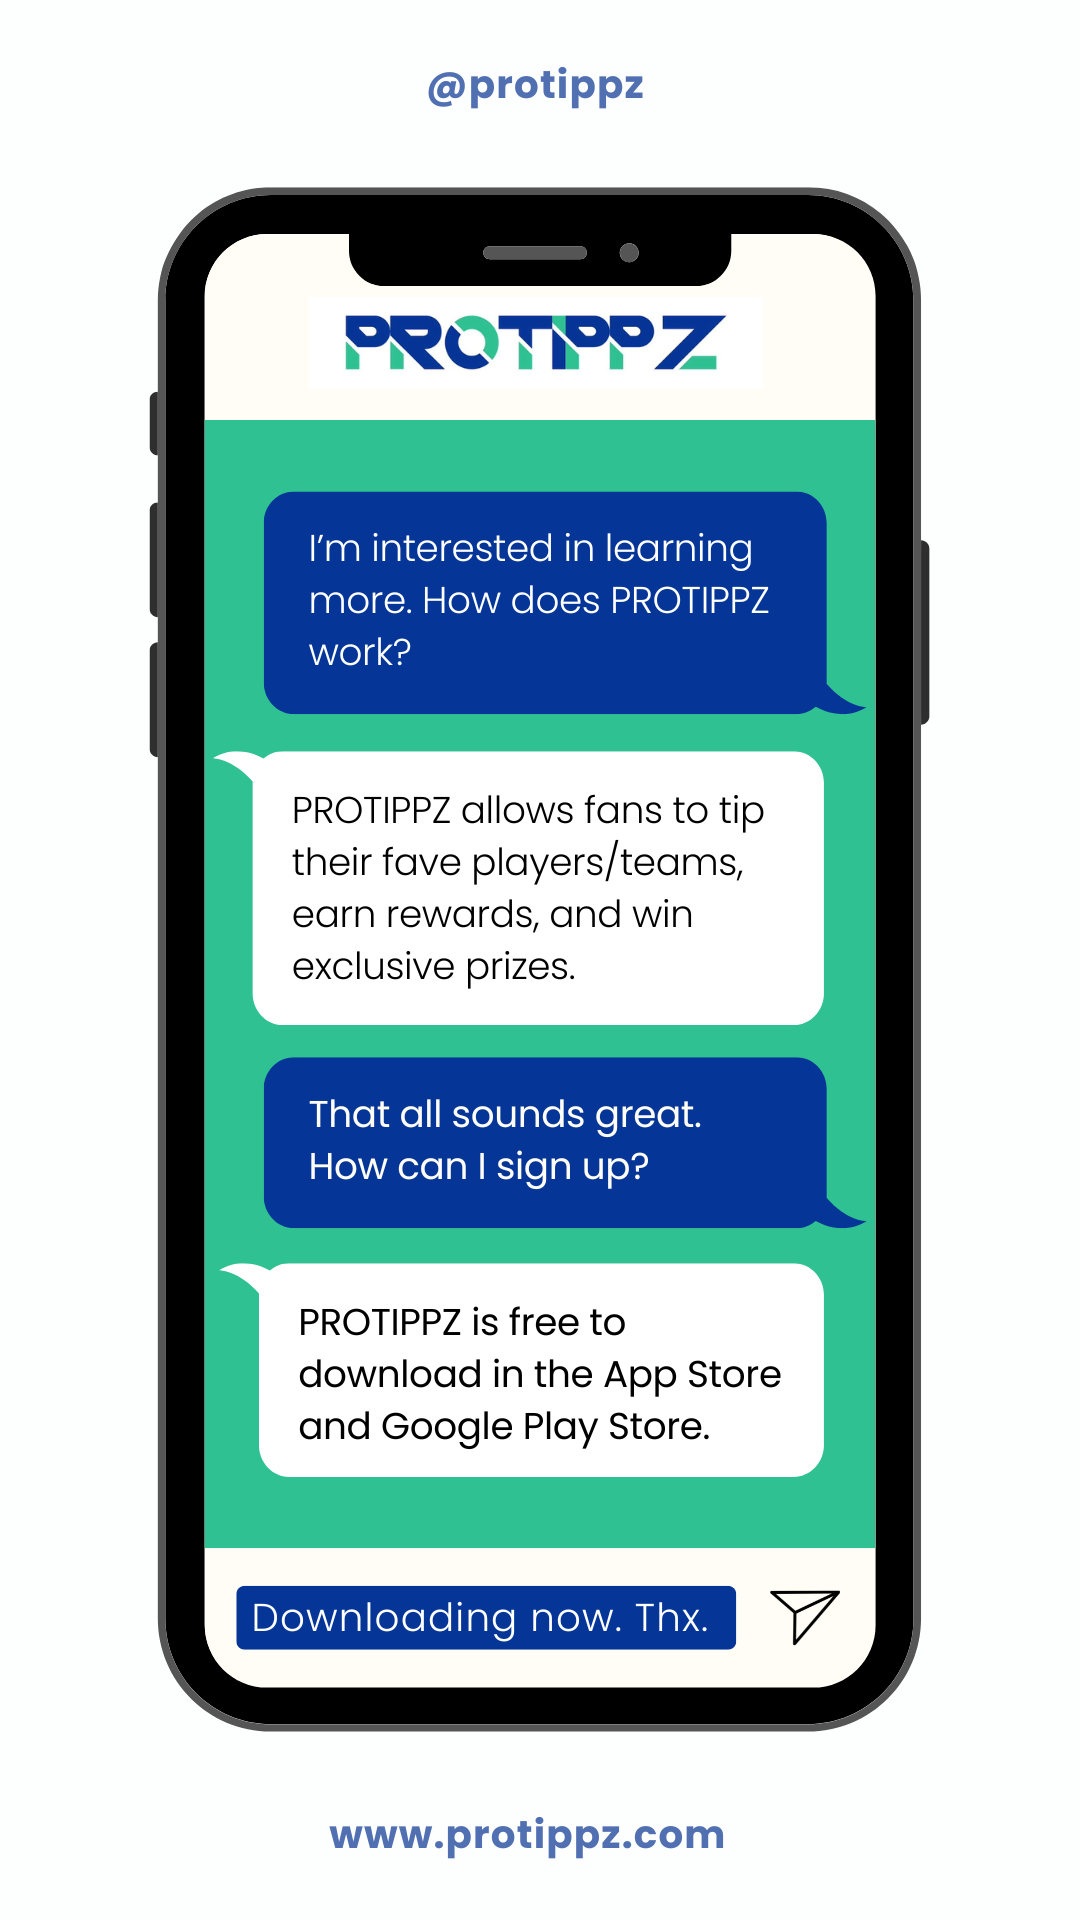 @protippz
PROTIPPZ
I’m interested in learning
more. How does PROTIPPZ
work?
PROTIPPZ allows fans to tip
their fave players/teams,
earn rewards, and win
exclusive prizes.
That all sounds great.
How can I sign up?
PROTIPPZ is free to
download in the App Store
and Google Play Store.
Downloading now. Thx.
www.protippz.com